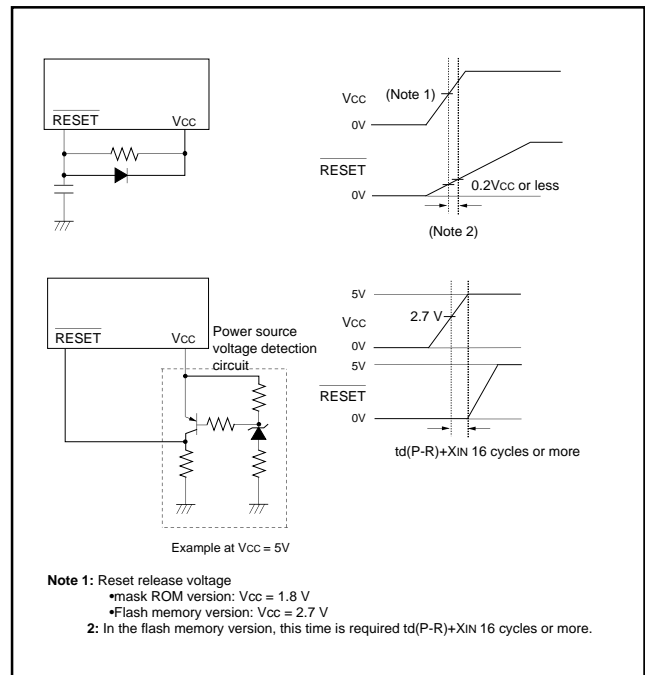 RESET VCC
VCC
(Note 1)
0V
RESET
0V
0.2VCC or less
(Note 2)
RESET VCC
Power source
voltage detection
circuit
Example at VCC = 5V
5V
VCC
2.7 V
0V
5V
RESET
0V
td(P-R)+XIN 16 cycles or more
Note 1: Reset release voltage
•mask ROM version: Vcc = 1.8 V
•Flash memory version: Vcc = 2.7 V
2: In the flash memory version, this time is required td(P-R)+XIN 16 cycles or more.